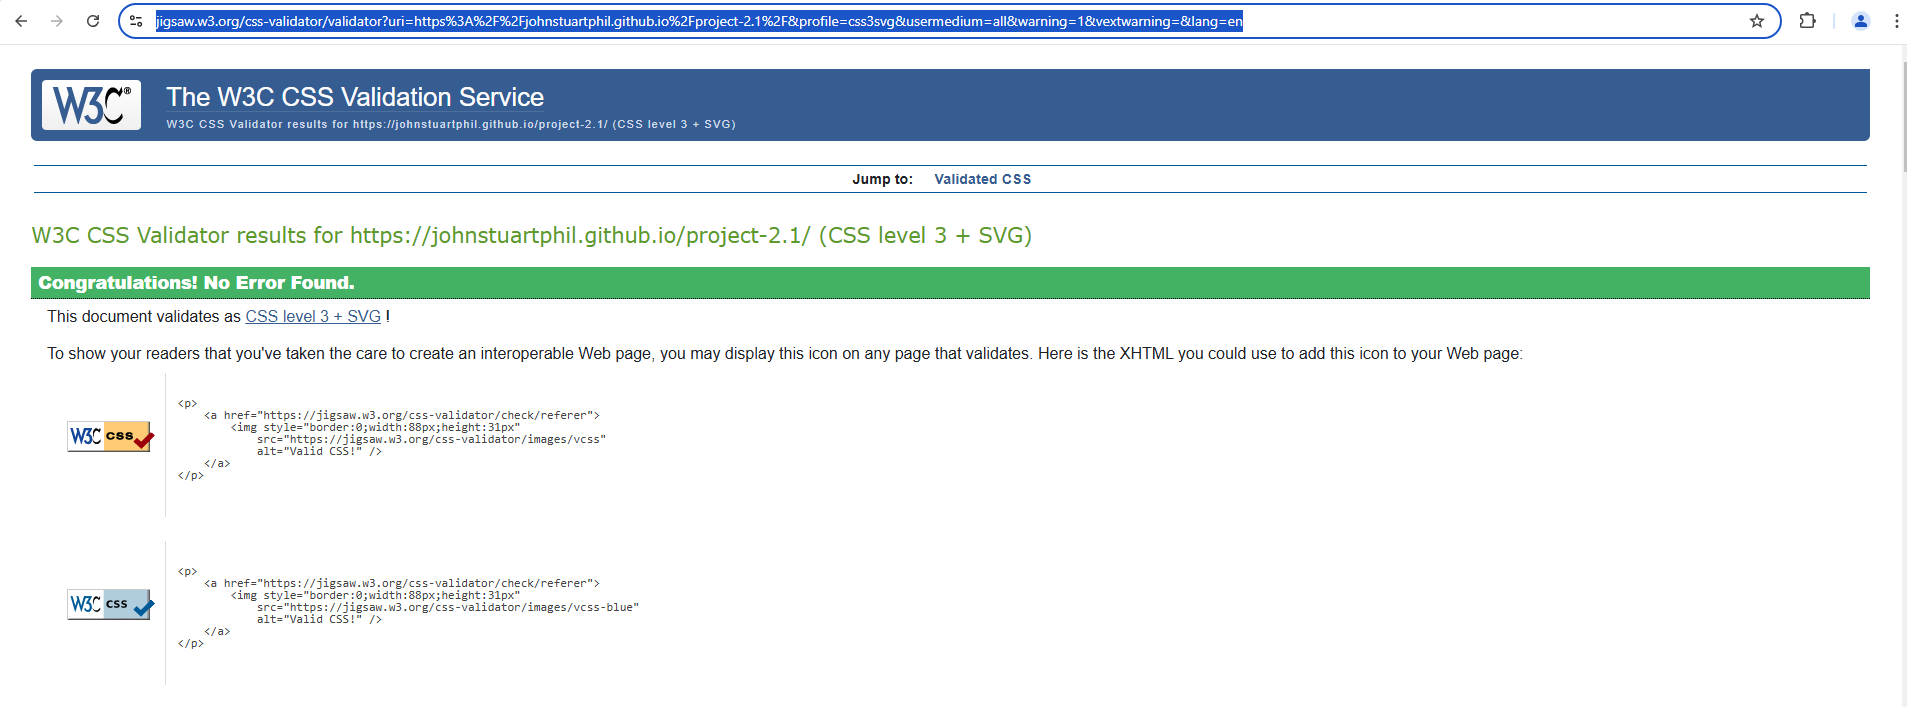 jigsaw.w3.org/css-validator/validator?uri=https%3A%2F%2Fjohnstuartphil.github.io%2Fproject-2.1%2F&profile=css3svg&usermedium=all&warning=1&vextwarning=&lang=en
W3C®
The W3C CSS Validation Service
W3C CSS Validator results for https://johnstuartphil.github.io/project-2.1/ (CSS level 3 + SVG)
Jump to: Validated CSS
W3C CSS Validator results for https://johnstuartphil.github.io/project-2.1/ (CSS level 3 + SVG)
Congratulations! No Error Found.
This document validates as CSS level 3 + SVG !
To show your readers that you've taken the care to create an interoperable Web page, you may display this icon on any page that validates. Here is the XHTML you could use to add this icon to your Web page:
W3C css
<p>
<a href="https://jigsaw.w3.org/css-validator/check/referer">
<img style="border:0;width:88px;height:31px"
src="https://jigsaw.w3.org/css-validator/images/vcss"
alt="Valid CSS!" />
</a>
</p>
W3C css
<p>
<a href="https://jigsaw.w3.org/css-validator/check/referer">
<img style="border:0;width:88px;height:31px"
src="https://jigsaw.w3.org/css-validator/images/vcss-blue"
alt="Valid CSS!" />
</a>
</p>